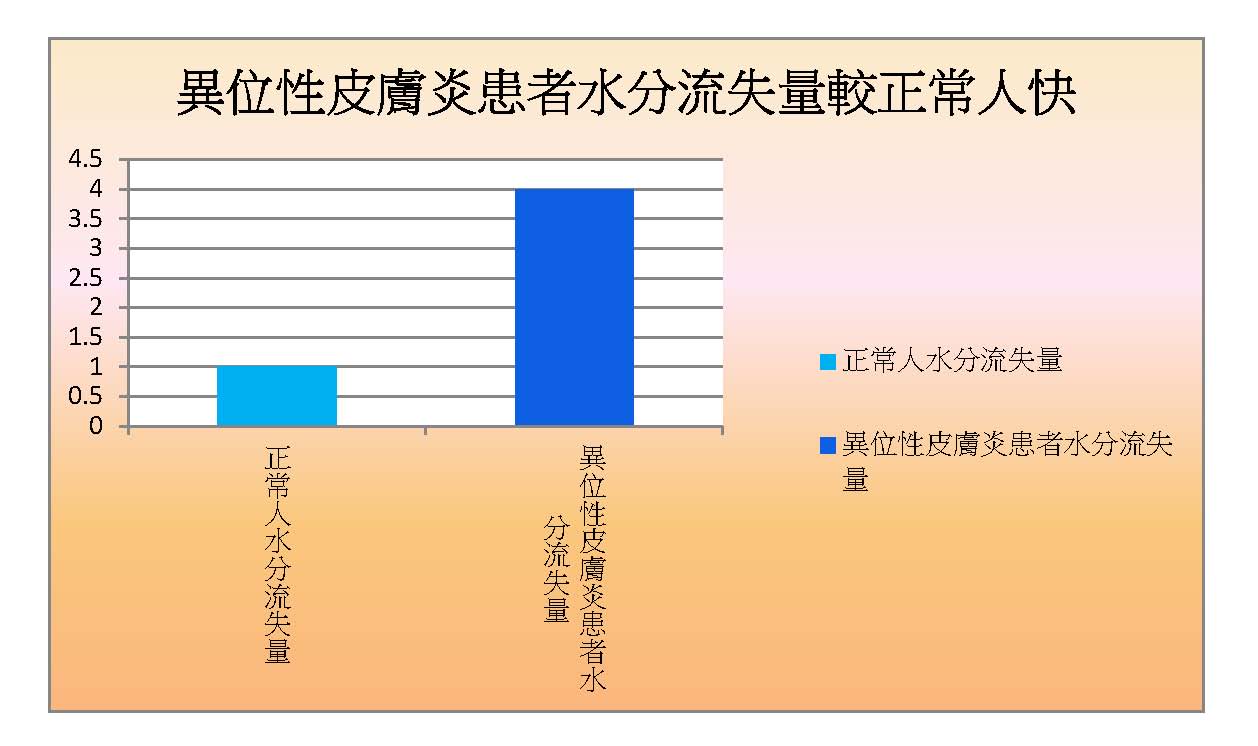 異位性皮膚炎患者水分流失量較正常人快
4.5
4
3.5
3
2.5
2
1.5
1
0.5
0
正常人水分流失量
異位性皮膚炎患者水
分流失量
正常人水分流失量
異位性皮膚炎患者水分流失
量